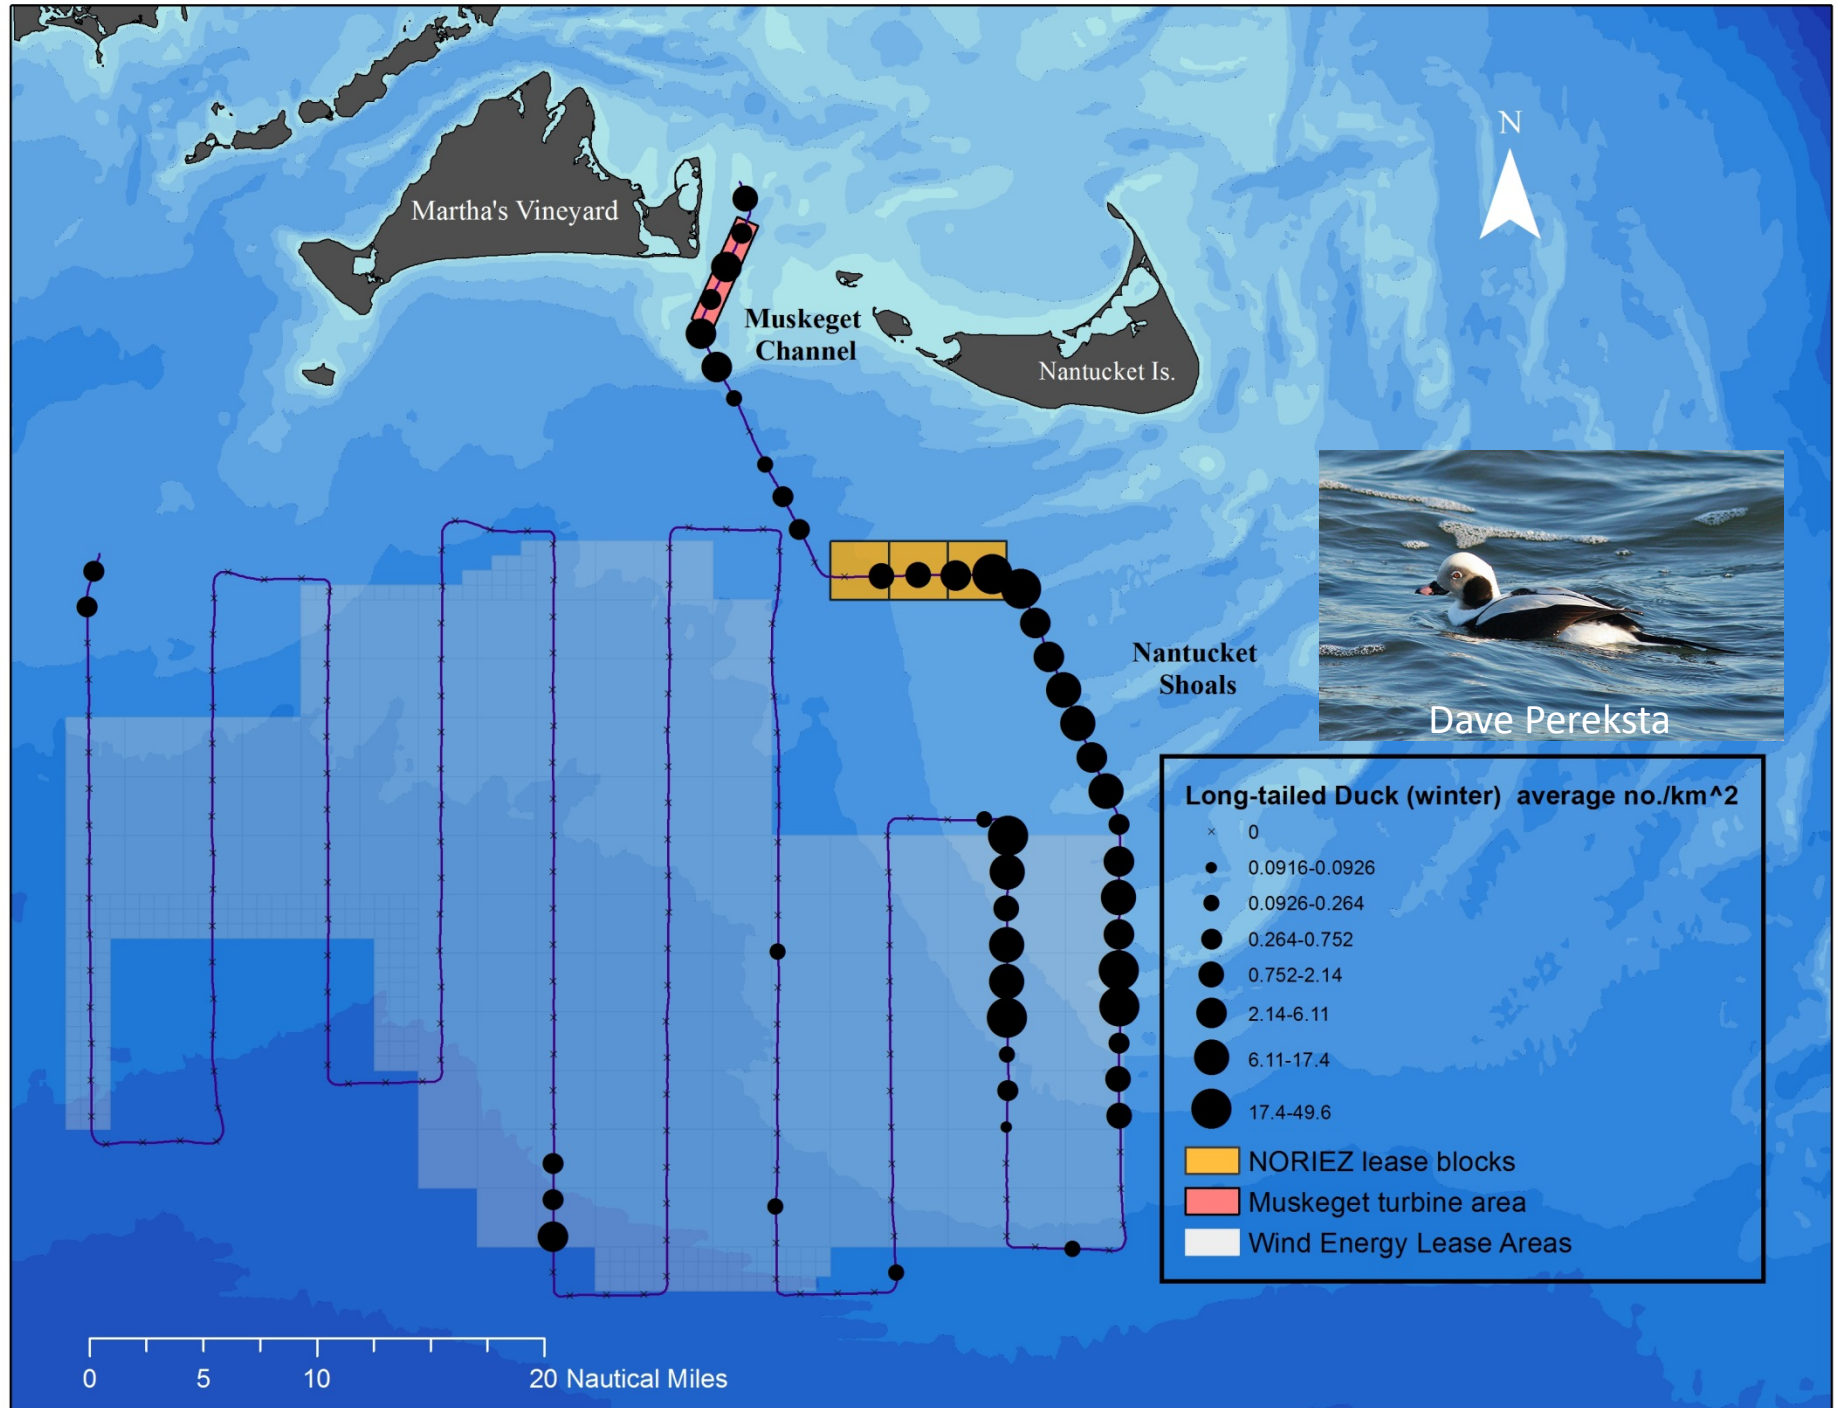 N
Martha's Vineyard
Muskeget
Channel
Nantucket Is.
Nantucket
Shoals
Dave Pereksta
Long-tailed Duck (winter) average no./km^2
0
0.0916-0.0926
0.0926-0.264
0.264-0.752
0.752-2.14
2.14-6.11
6.11-17.4
17.4-49.6
NORIEZ lease blocks
Muskeget turbine area
Wind Energy Lease Areas
0 5 10 20 Nautical Miles